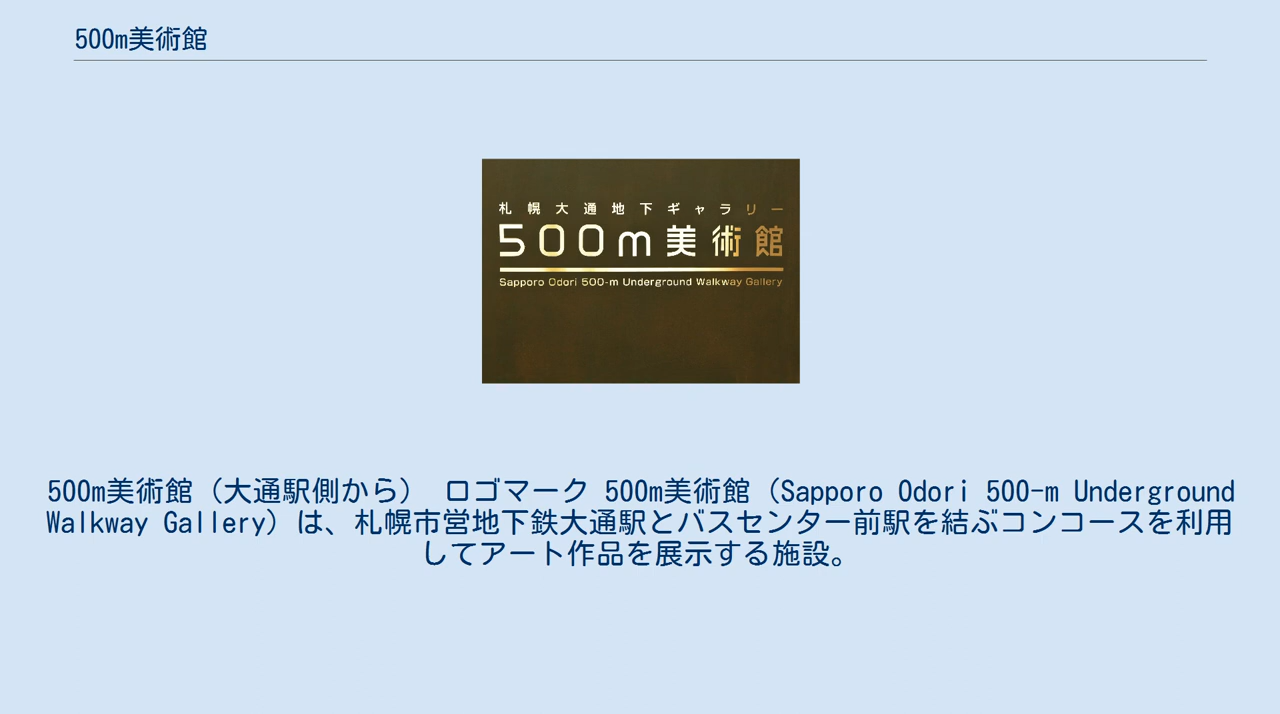 500m美術館
札幌大通地下ギャラリー
500m美術館
Sapporo Odori 500-m Underground Walkway Gallery
500m美術館（大通駅側から） ロゴマーク 500m美術館（Sapporo Odori 500-m Underground
Walkway Gallery）は、札幌市営地下鉄大通駅とバスセンター前駅を結ぶコンコースを利用
してアート作品を展示する施設。